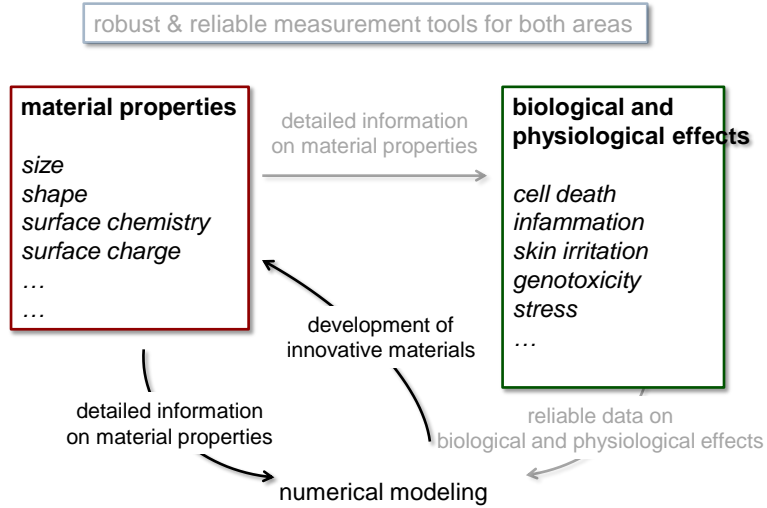 robust & reliable measurement tools for both areas
material properties
size
shape
surface chemistry
surface charge
…
…
detailed information
on material properties
biological and
physiological effects
cell death
infammation
skin irritation
genotoxicity
stress
…
development of
innovative materials
detailed information
on material properties
reliable data on
biological and physiological effects
numerical modeling